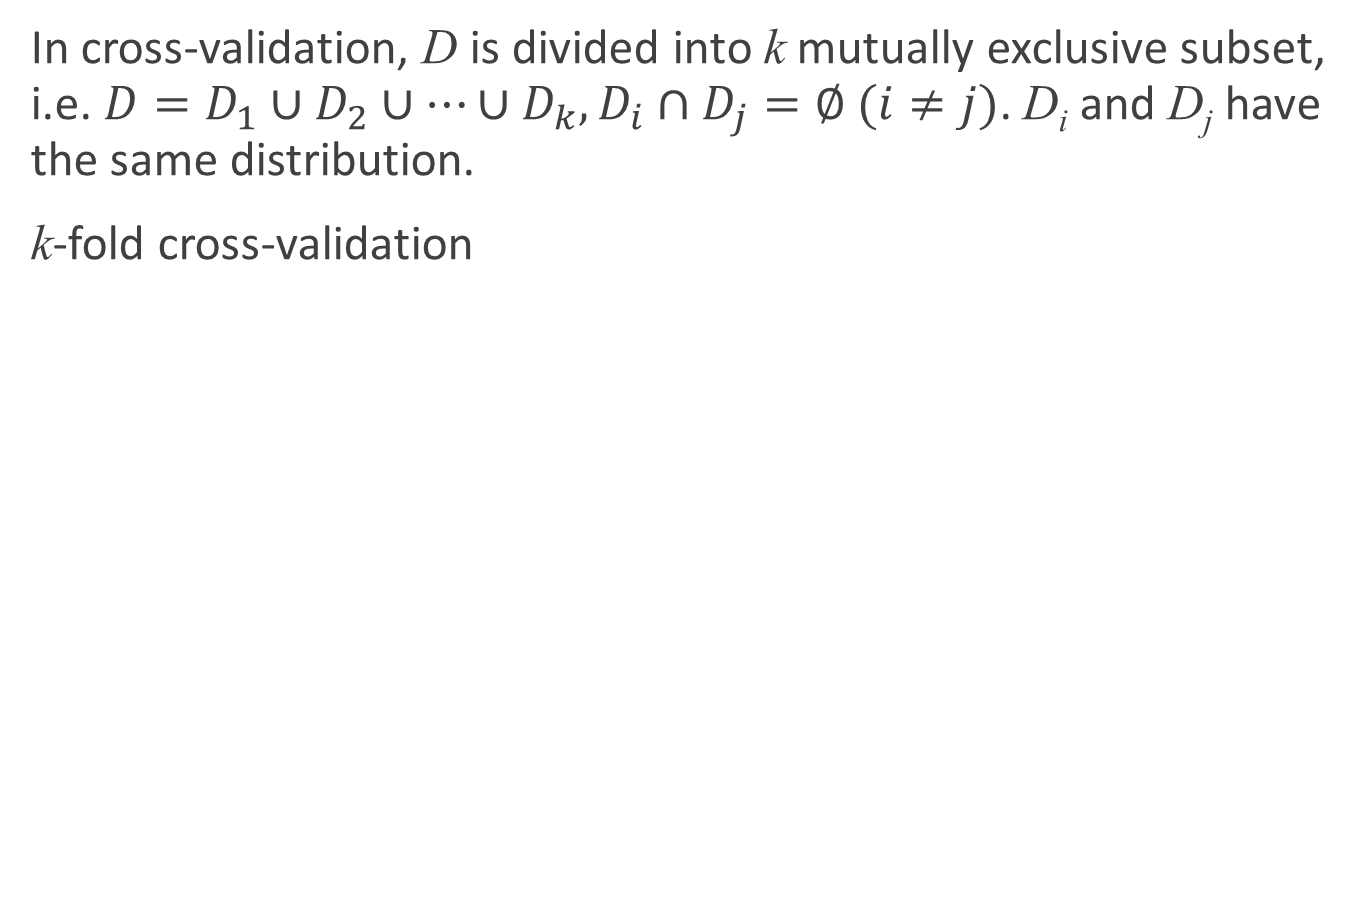 In cross-validation, D is divided into k mutually exclusive subset,
i.e. D = D₁ ∪ D₂ ∪ ⋯ ∪ Dₖ, Dᵢ ∩ Dⱼ = ∅ (i ≠ j). Dᵢ and Dⱼ have
the same distribution.
k-fold cross-validation